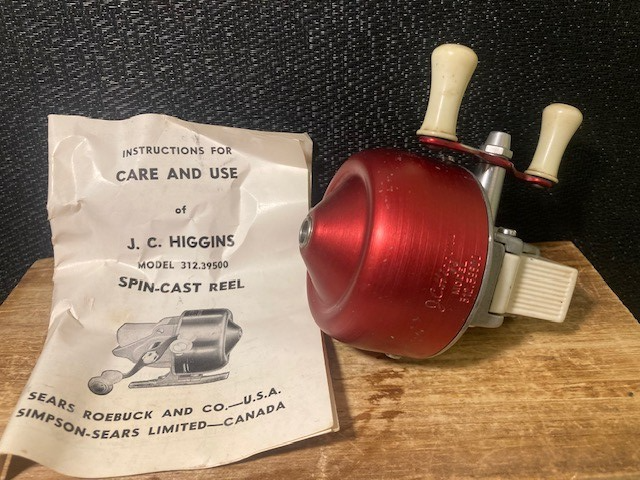 INSTRUCTIONS FOR
CARE AND USE
of
J. C. HIGGINS
MODEL 312.39500
SPIN-CAST REEL
SEARS ROEBUCK AND CO.—U.S.A.
SIMPSON-SEARS LIMITED—CANADA